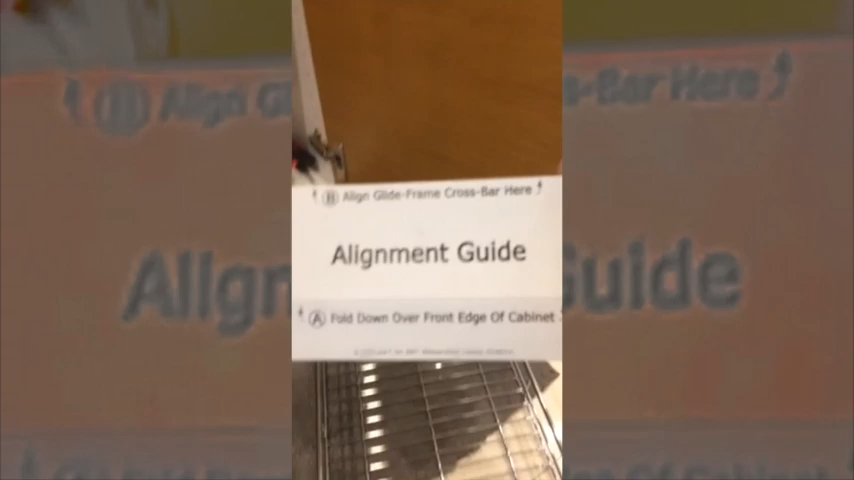 B Align Glide-Frame Cross-Bar Here
Alignment Guide
A Fold Down Over Front Edge Of Cabinet